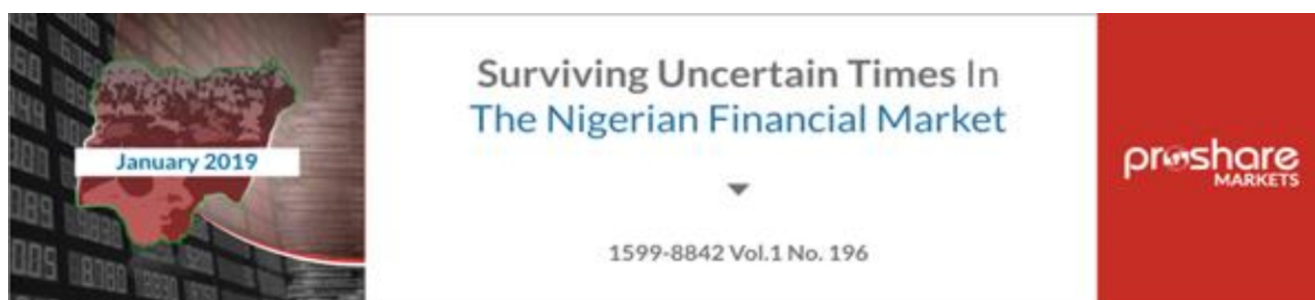 January 2019
Surviving Uncertain Times In
The Nigerian Financial Market
1599-8842 Vol.1 No. 196
proshare
MARKETS